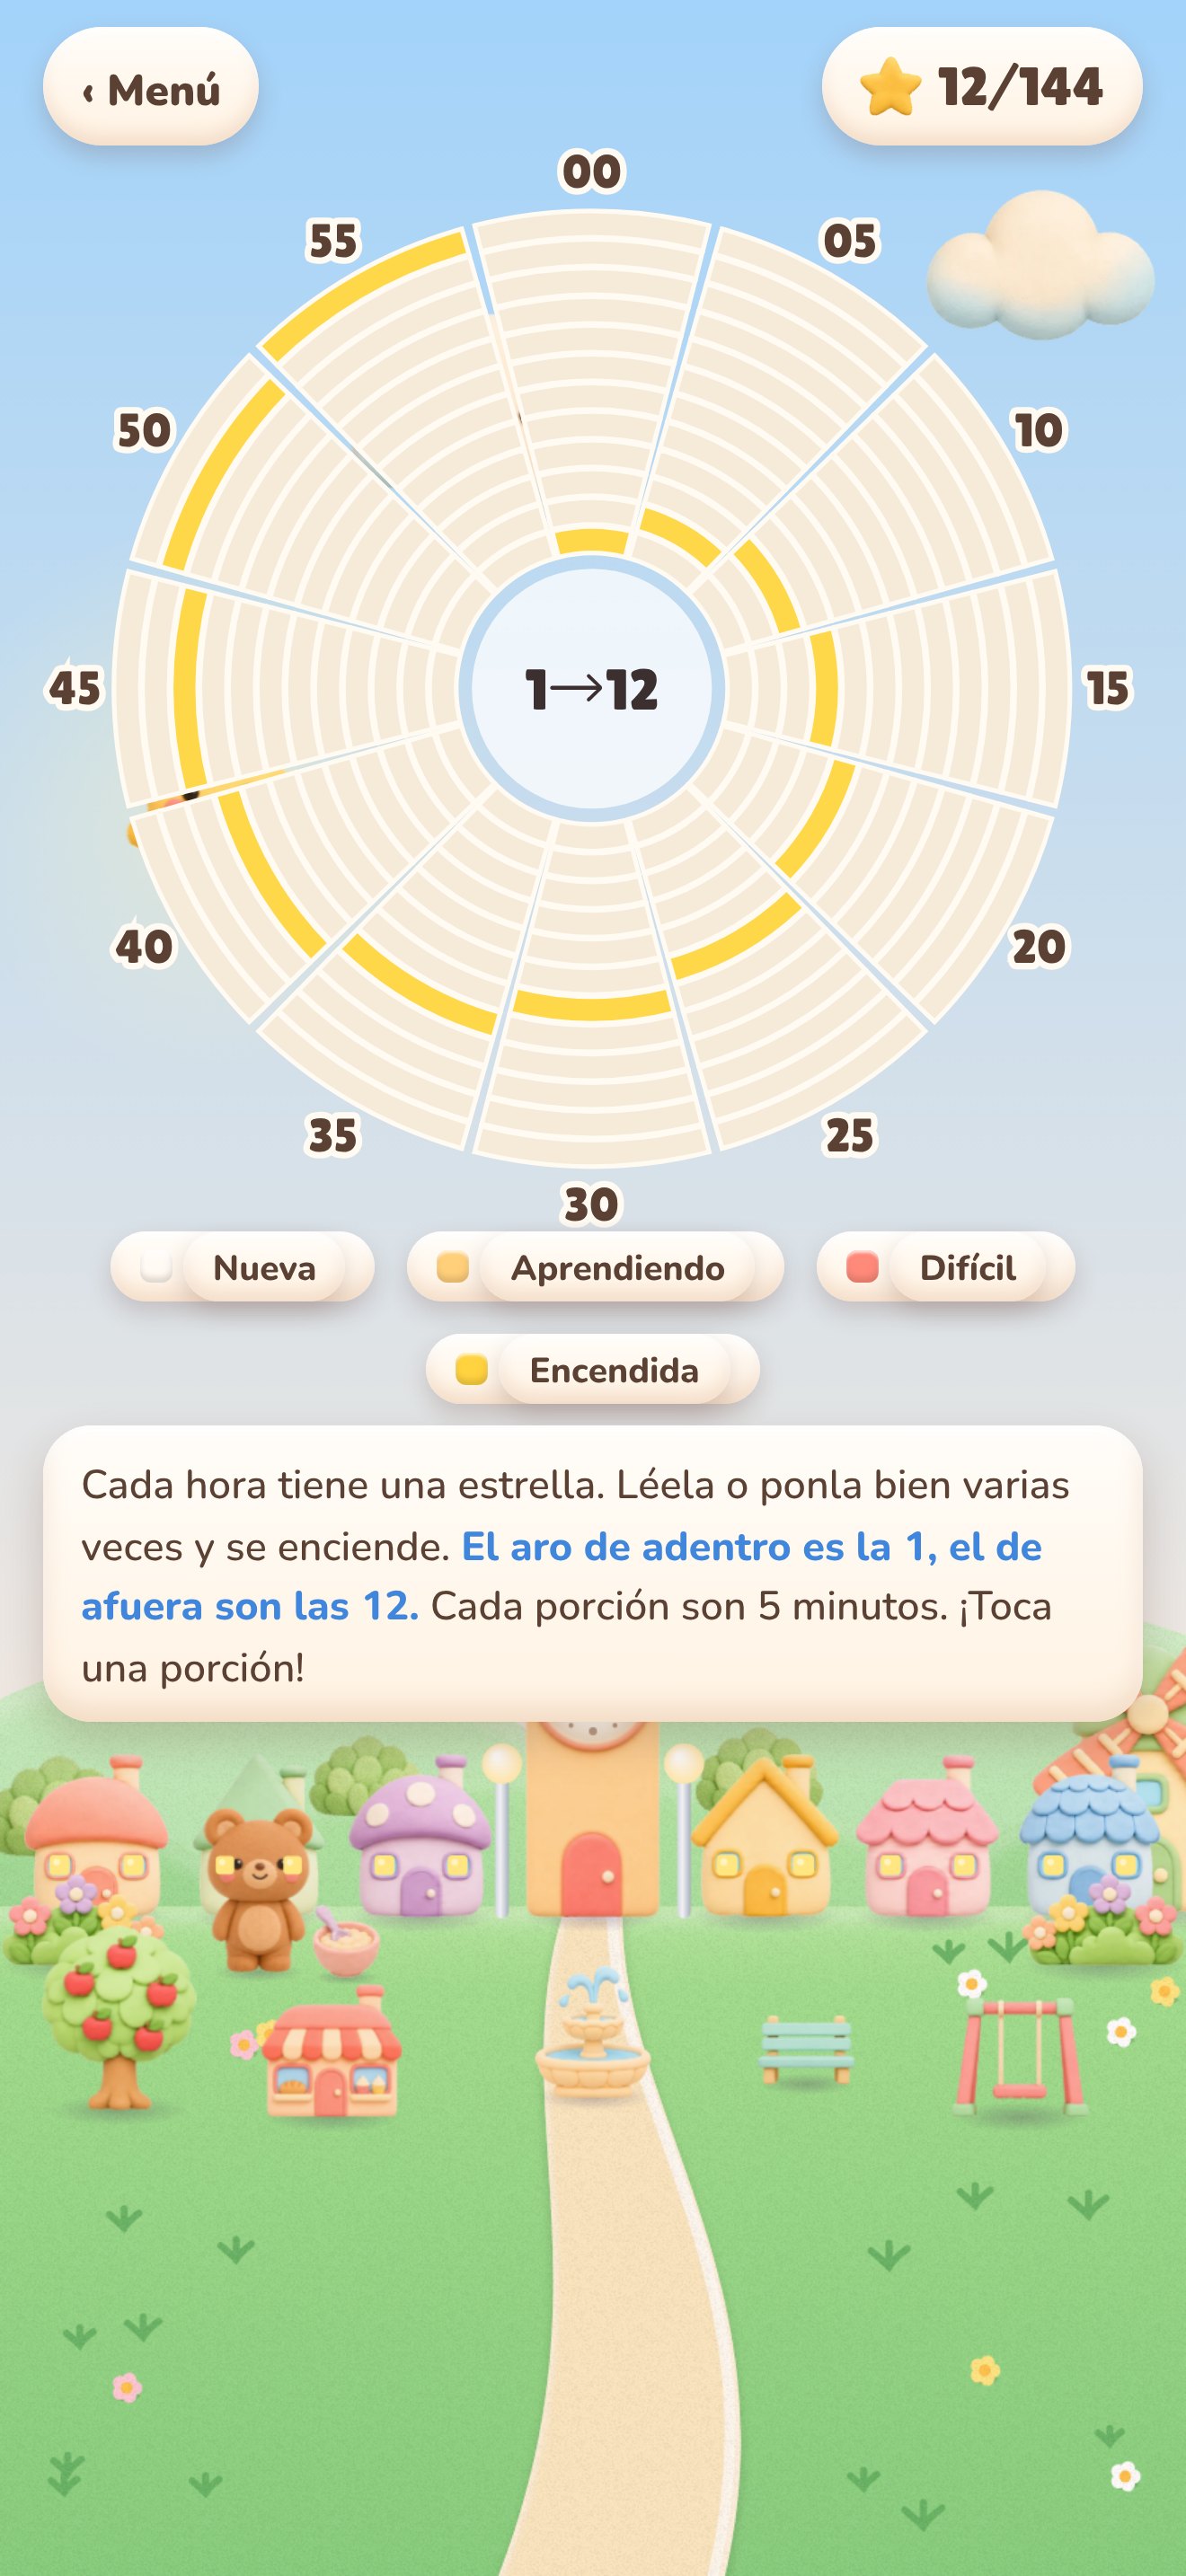 ‹ Menú
12/144
00
55
05
50
10
1→12
45
15
40
20
35
25
30
Nueva
Aprendiendo
Difícil
Encendida
Cada hora tiene una estrella. Léela o ponla bien varias
veces y se enciende. El aro de adentro es la 1, el de
afuera son las 12. Cada porción son 5 minutos. ¡Toca
una porción!